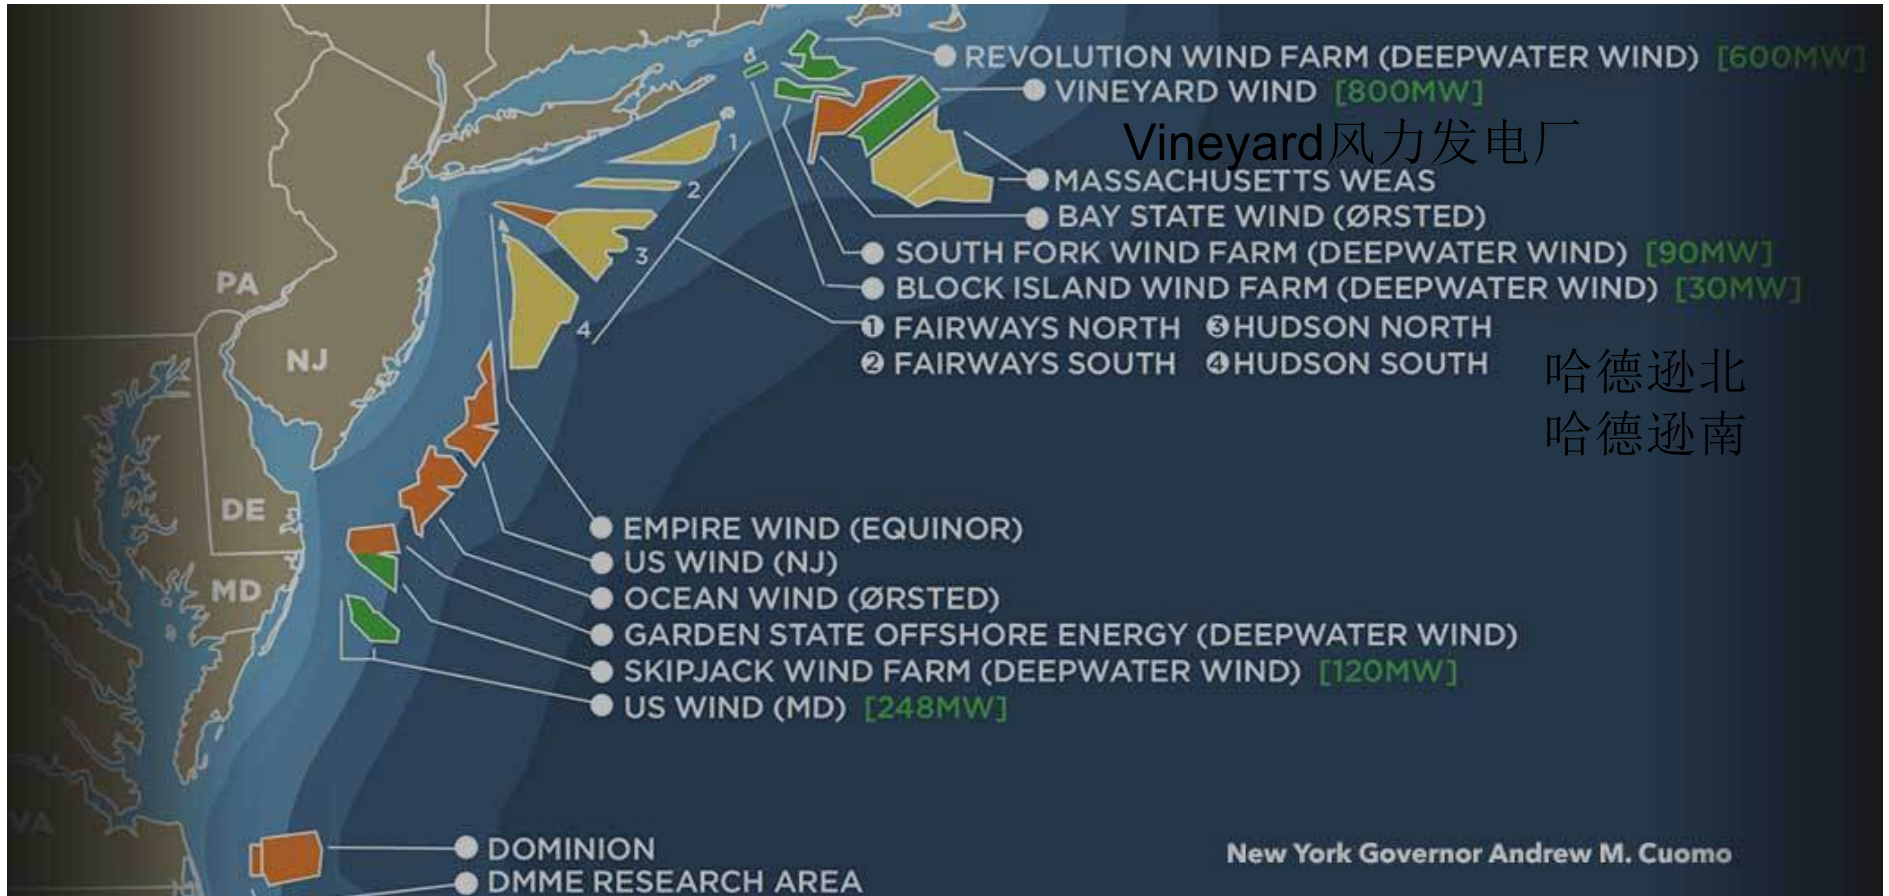 REVOLUTION WIND FARM (DEEPWATER WIND) [600MW]
VINEYARD WIND [800MW]
Vineyard风力发电厂
MASSACHUSETTS WEAS
BAY STATE WIND (ØRSTED)
SOUTH FORK WIND FARM (DEEPWATER WIND) [90MW]
BLOCK ISLAND WIND FARM (DEEPWATER WIND) [30MW]
❶ FAIRWAYS NORTH ❸ HUDSON NORTH
❷ FAIRWAYS SOUTH ❹ HUDSON SOUTH
哈德逊北
哈德逊南
1
2
3
4
PA
NJ
DE
MD
VA
EMPIRE WIND (EQUINOR)
US WIND (NJ)
OCEAN WIND (ØRSTED)
GARDEN STATE OFFSHORE ENERGY (DEEPWATER WIND)
SKIPJACK WIND FARM (DEEPWATER WIND) [120MW]
US WIND (MD) [248MW]
DOMINION
DMME RESEARCH AREA
New York Governor Andrew M. Cuomo